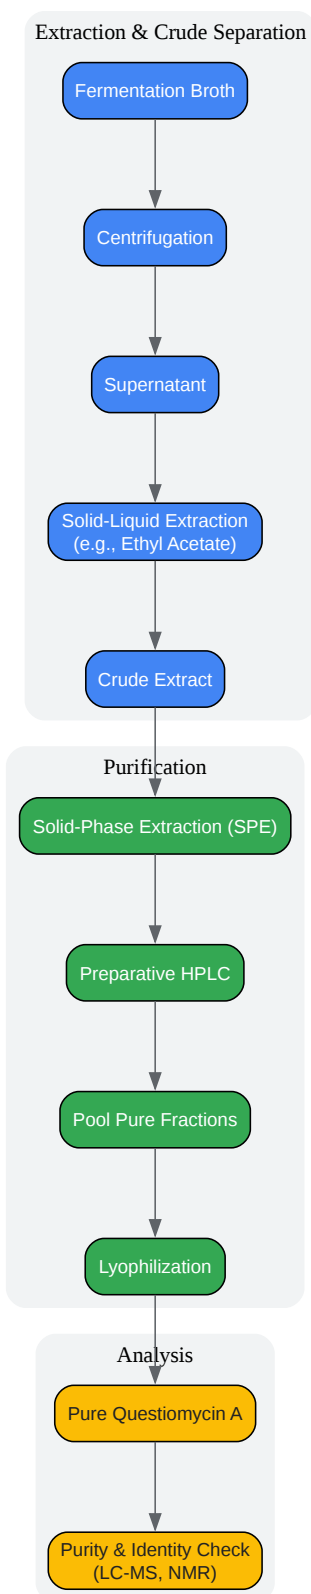 Extraction & Crude Separation
Fermentation Broth
Centrifugation
Supernatant
Solid-Liquid Extraction
(e.g., Ethyl Acetate)
Crude Extract
Purification
Solid-Phase Extraction (SPE)
Preparative HPLC
Pool Pure Fractions
Lyophilization
Analysis
Pure Questiomycin A
Purity & Identity Check
(LC-MS, NMR)